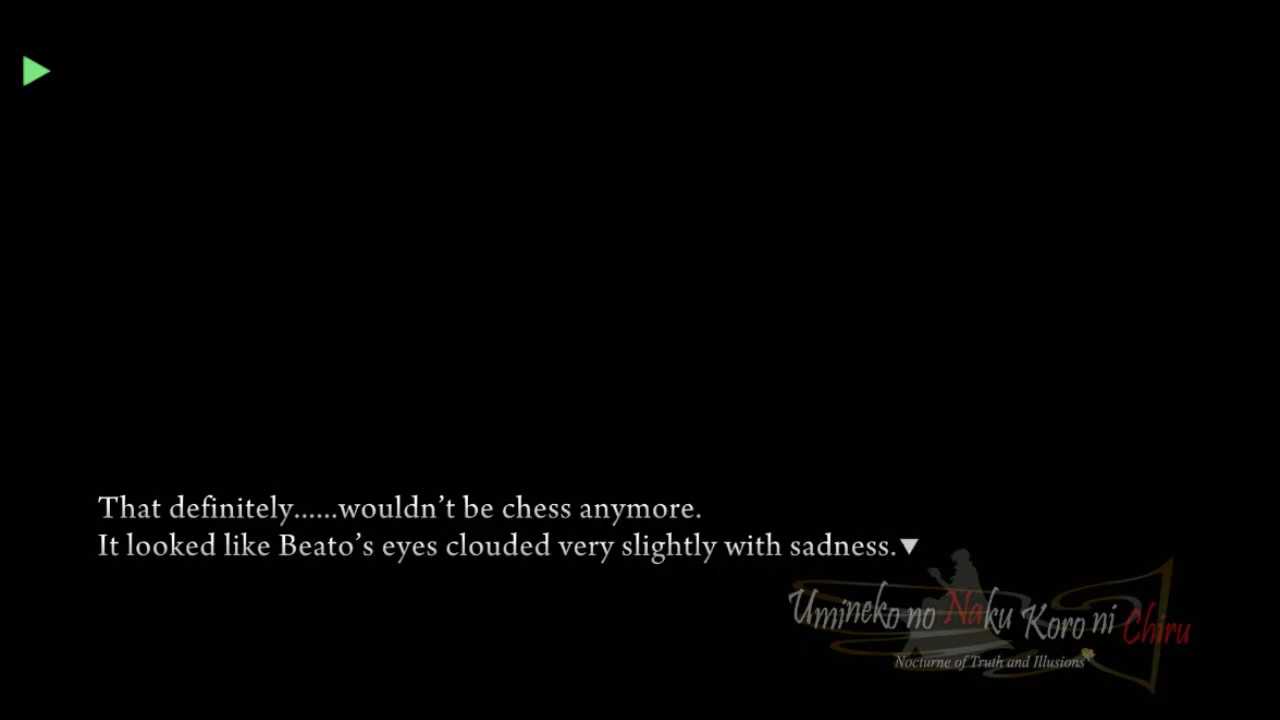 That definitely......wouldn't be chess anymore.
It looked like Beato's eyes clouded very slightly with sadness.
Umineko no Naku Koro ni Chiru
Nocturne of Truth and Illusions